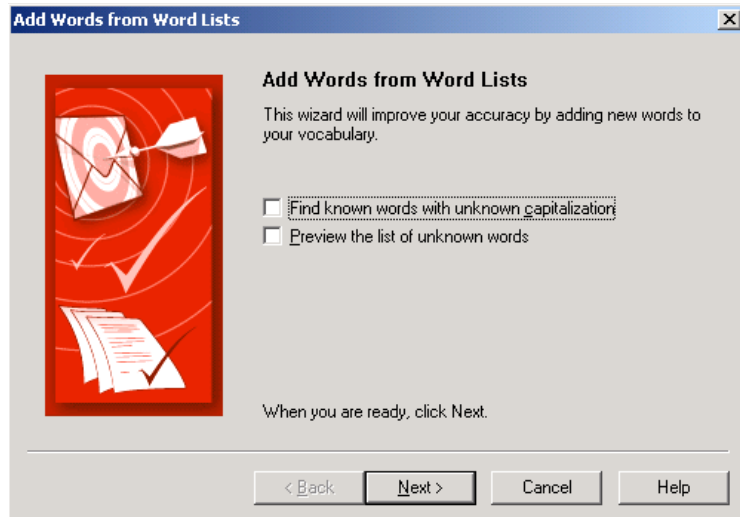 Add Words from Word Lists
Add Words from Word Lists
This wizard will improve your accuracy by adding new words to
your vocabulary.
Find known words with unknown capitalization
Preview the list of unknown words
When you are ready, click Next.
< Back
Next >
Cancel
Help